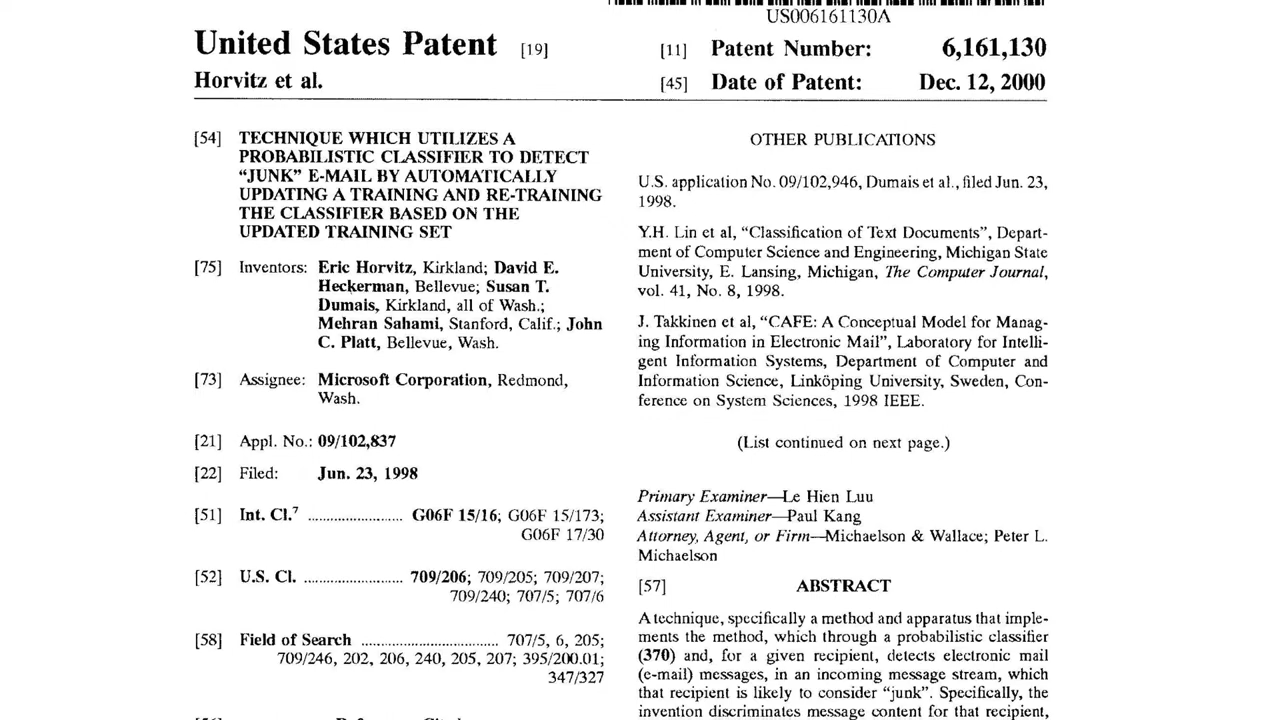 US006161130A
United States Patent [19]
Horvitz et al.
[11] Patent Number: 6,161,130
[45] Date of Patent: Dec. 12, 2000
[54] TECHNIQUE WHICH UTILIZES A
PROBABILISTIC CLASSIFIER TO DETECT
“JUNK” E-MAIL BY AUTOMATICALLY
UPDATING A TRAINING AND RE-TRAINING
THE CLASSIFIER BASED ON THE
UPDATED TRAINING SET
[75] Inventors: Eric Horvitz, Kirkland; David E.
Heckerman, Bellevue; Susan T.
Dumais, Kirkland, all of Wash.;
Mehran Sahami, Stanford, Calif.; John
C. Platt, Bellevue, Wash.
[73] Assignee: Microsoft Corporation, Redmond,
Wash.
[21] Appl. No.: 09/102,837
[22] Filed: Jun. 23, 1998
[51] Int. Cl.7 ......................... G06F 15/16; G06F 15/173;
G06F 17/30
[52] U.S. Cl. .......................... 709/206; 709/205; 709/207;
709/240; 707/5; 707/6
[58] Field of Search ................................... 707/5, 6, 205;
709/246, 202, 206, 240, 205, 207; 395/200.01;
347/327
OTHER PUBLICATIONS
U.S. application No. 09/102,946, Dumais et al., filed Jun. 23,
1998.
Y.H. Lin et al, “Classification of Text Documents”, Depart-
ment of Computer Science and Engineering, Michigan State
University, E. Lansing, Michigan, The Computer Journal,
vol. 41, No. 8, 1998.
J. Takkinen et al, “CAFE: A Conceptual Model for Manag-
ing Information in Electronic Mail”, Laboratory for Intelli-
gent Information Systems, Department of Computer and
Information Science, Linköping University, Sweden, Con-
ference on System Sciences, 1998 IEEE.
(List continued on next page.)
Primary Examiner—Le Hien Luu
Assistant Examiner—Paul Kang
Attorney, Agent, or Firm—Michaelson & Wallace; Peter L.
Michaelson
[57] ABSTRACT
A technique, specifically a method and apparatus that imple-
ments the method, which through a probabilistic classifier
(370) and, for a given recipient, detects electronic mail
(e-mail) messages, in an incoming message stream, which
that recipient is likely to consider “junk”. Specifically, the
invention discriminates message content for that recipient,